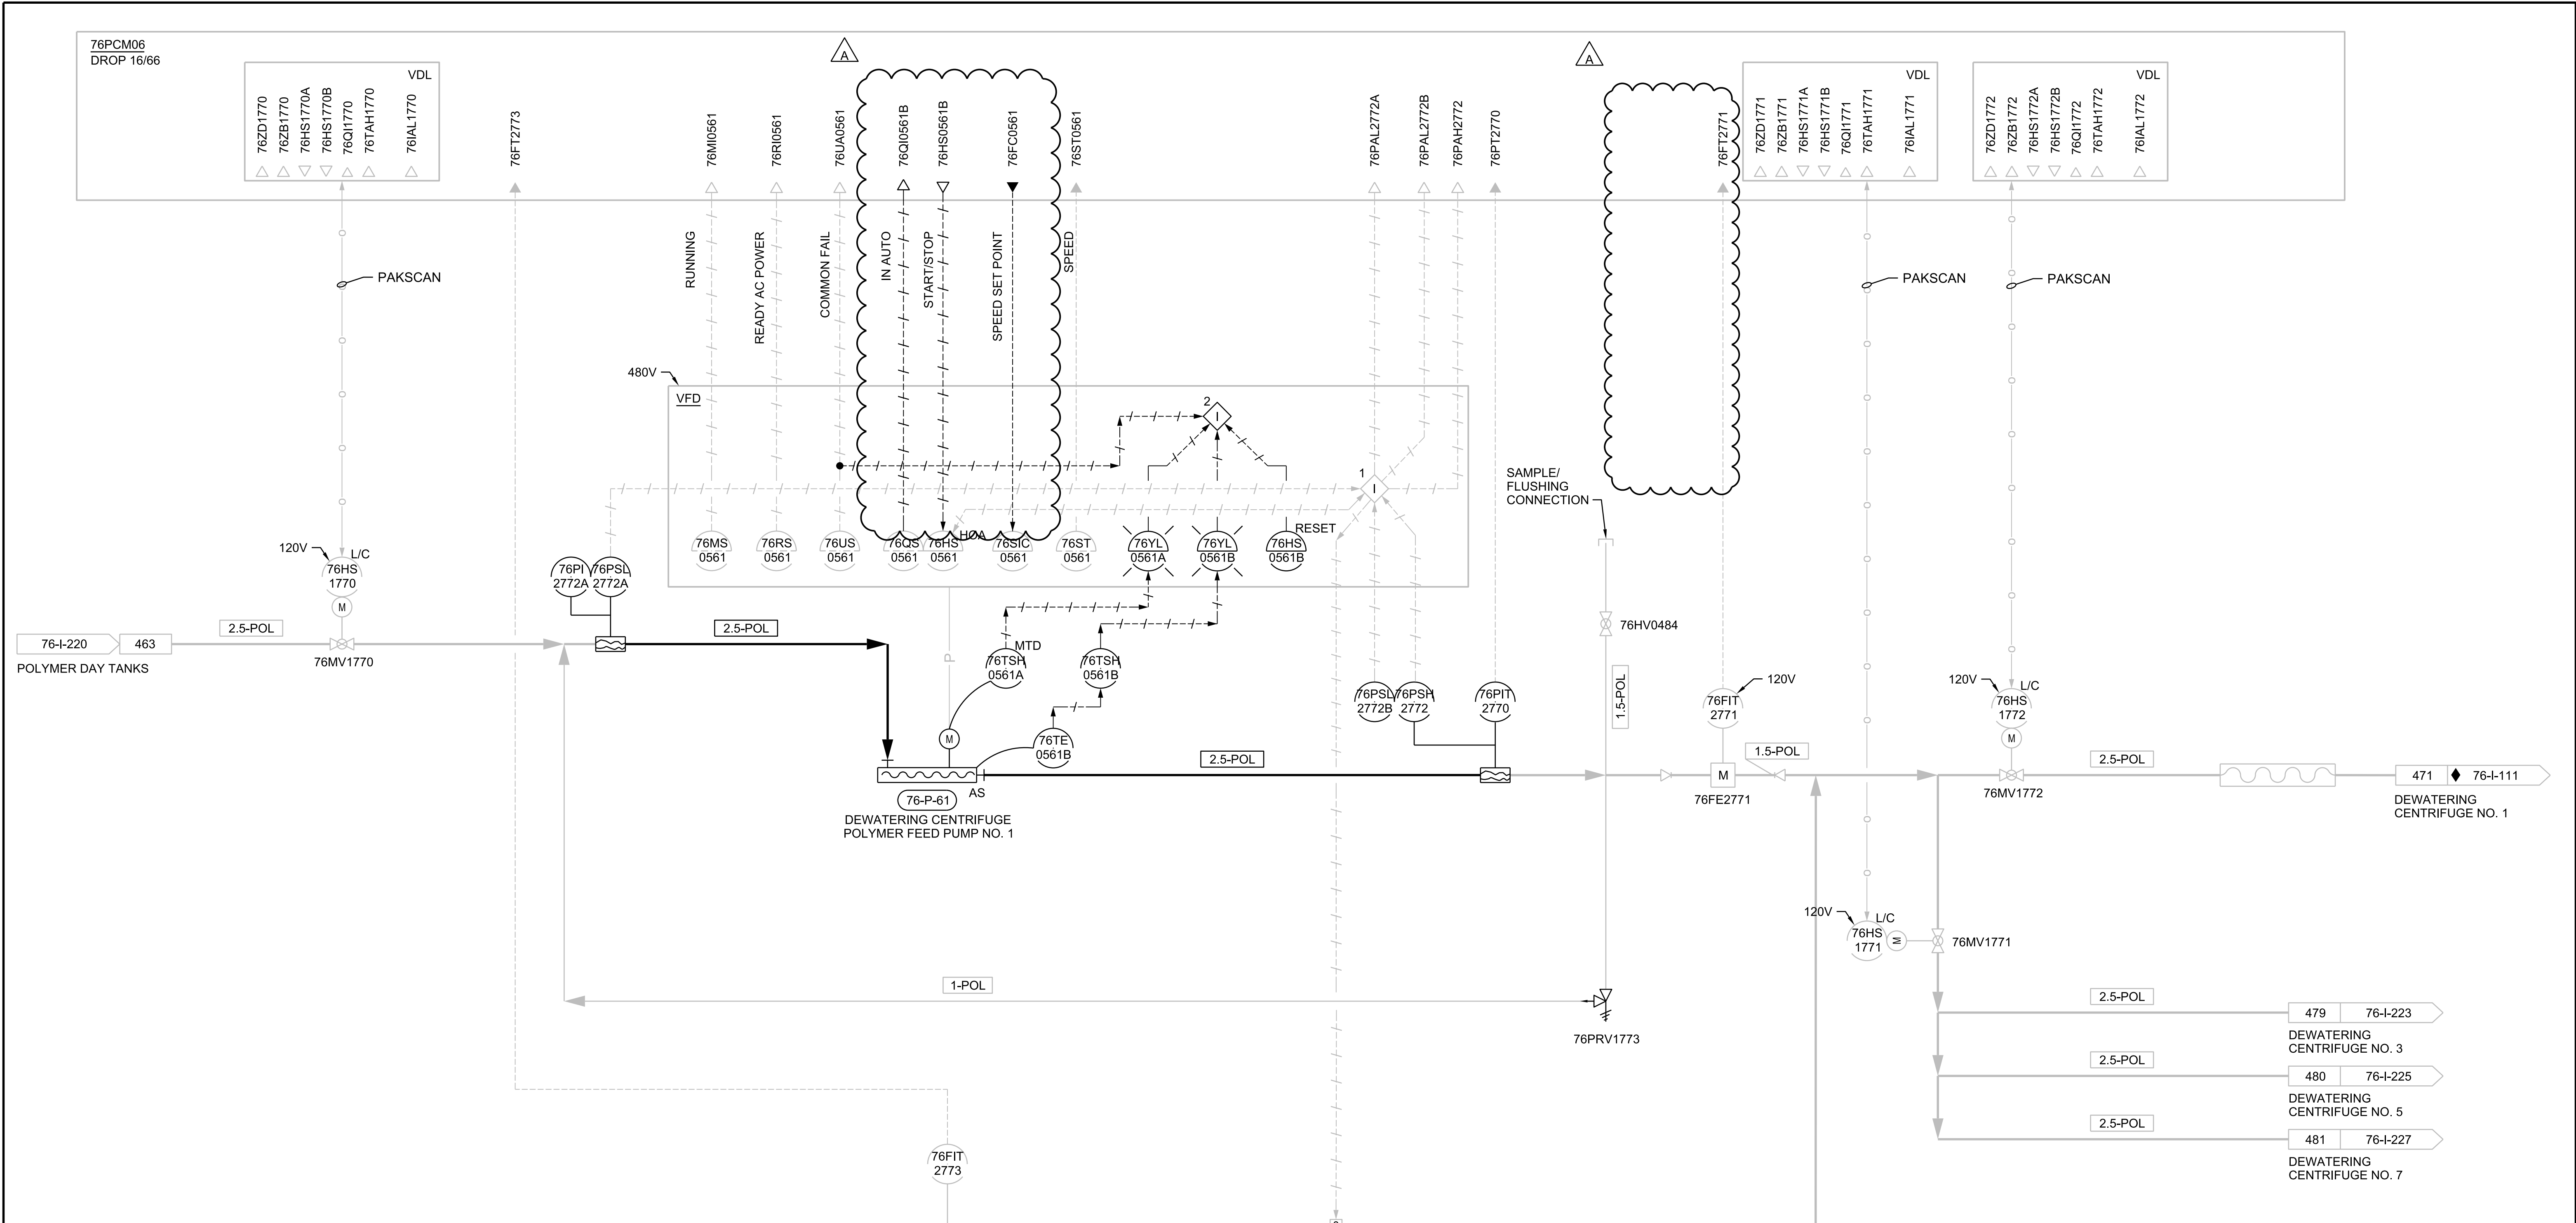 76PCM06
DROP 16/66
A
A
VDL
76ZD1770
76ZB1770
76HS1770A
76HS1770B
76QI1770
76TAH1770
76IAL1770
76FT2773
76MI0561
76RI0561
76UA0561
76QI0561B
76HS0561B
76FC0561
76ST0561
76PAL2772A
76PAL2772B
76PAH2772
76PT2770
76FT2771
VDL
76ZD1771
76ZB1771
76HS1771A
76HS1771B
76QI1771
76TAH1771
76IAL1771
VDL
76ZD1772
76ZB1772
76HS1772A
76HS1772B
76QI1772
76TAH1772
76IAL1772
RUNNING
READY AC POWER
COMMON FAIL
IN AUTO
START/STOP
SPEED SET POINT
SPEED
PAKSCAN
PAKSCAN
PAKSCAN
480V
VFD
2
I
1
I
SAMPLE/
FLUSHING
CONNECTION
76MS
0561
76RS
0561
76US
0561
76QS
0561
76HS
0561
HOA
76SIC
0561
76ST
0561
76YL
0561A
76YL
0561B
76HS
0561B
RESET
120V
L/C
76HS
1770
M
76PI
2772A
76PSL
2772A
76-I-220
463
POLYMER DAY TANKS
2.5-POL
76MV1770
2.5-POL
P
MTD
76TSH
0561A
76TSH
0561B
76TE
0561B
M
76-P-61
AS
DEWATERING CENTRIFUGE
POLYMER FEED PUMP NO. 1
2.5-POL
76PSL
2772B
76PSH
2772
76PIT
2770
76HV0484
1.5-POL
76FIT
2771
120V
M
76FE2771
1.5-POL
120V
L/C
76HS
1772
M
76MV1772
2.5-POL
471
76-I-111
DEWATERING
CENTRIFUGE NO. 1
120V
L/C
76HS
1771
M
76MV1771
1-POL
76PRV1773
2.5-POL
479
76-I-223
DEWATERING
CENTRIFUGE NO. 3
2.5-POL
480
76-I-225
DEWATERING
CENTRIFUGE NO. 5
2.5-POL
481
76-I-227
DEWATERING
CENTRIFUGE NO. 7
76FIT
2773